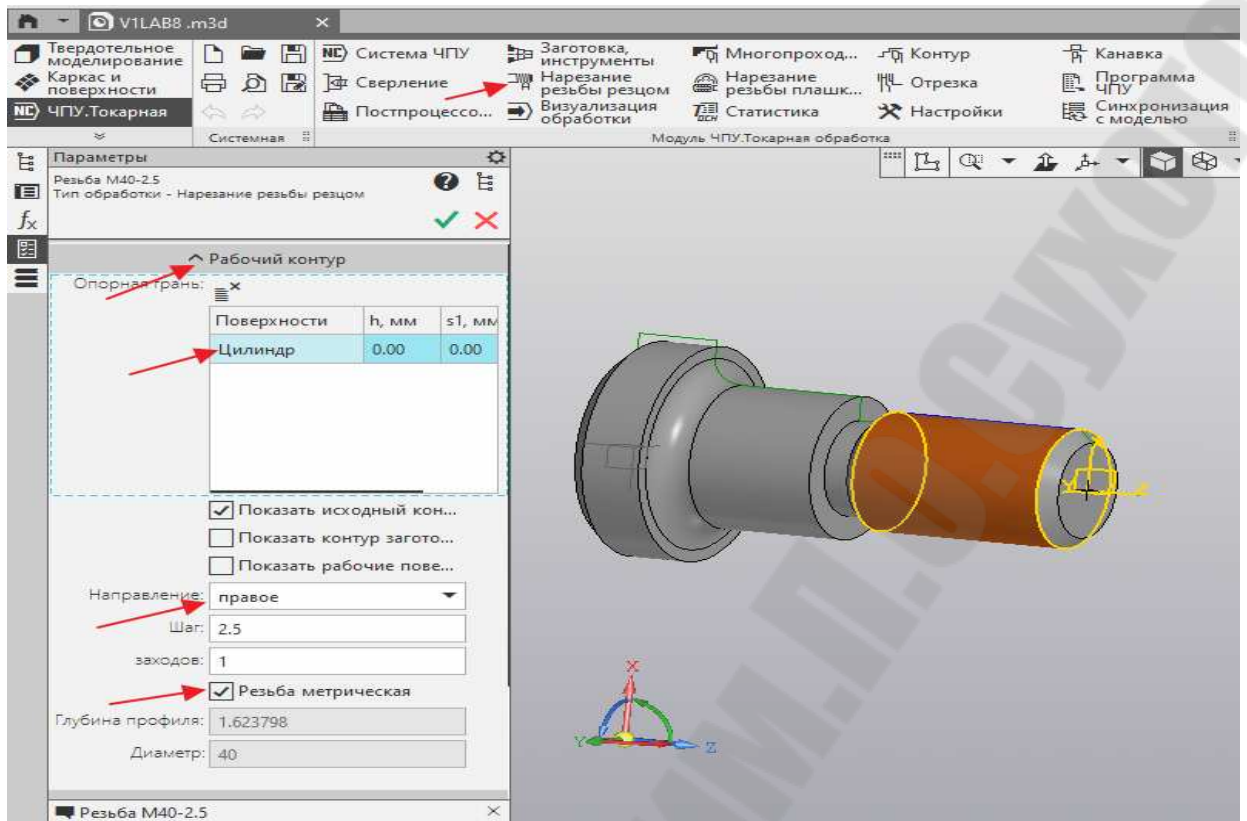 V1LAB8 .m3d
Твердотельное моделирование
Каркас и поверхности
ЧПУ.Токарная
Системная
NC Система ЧПУ
Сверление
Постпроцессо...
Заготовка, инструменты
Нарезание резьбы резцом
Визуализация обработки
Многопроход...
Нарезание резьбы плашк...
Статистика
Контур
Отрезка
Настройки
Канавка
Программа ЧПУ
Синхронизация с моделью
Модуль ЧПУ.Токарная обработка
Параметры
Резьба М40-2.5
Тип обработки - Нарезание резьбы резцом
Рабочий контур
Опорная грань:
Поверхности h, мм s1, мм
Цилиндр 0.00 0.00
Показать исходный кон...
Показать контур загото...
Показать рабочие пове...
Направление: правое
Шаг: 2.5
заходов: 1
Резьба метрическая
Глубина профиля: 1.623798
Диаметр: 40
Резьба М40-2.5
X
Y
Z